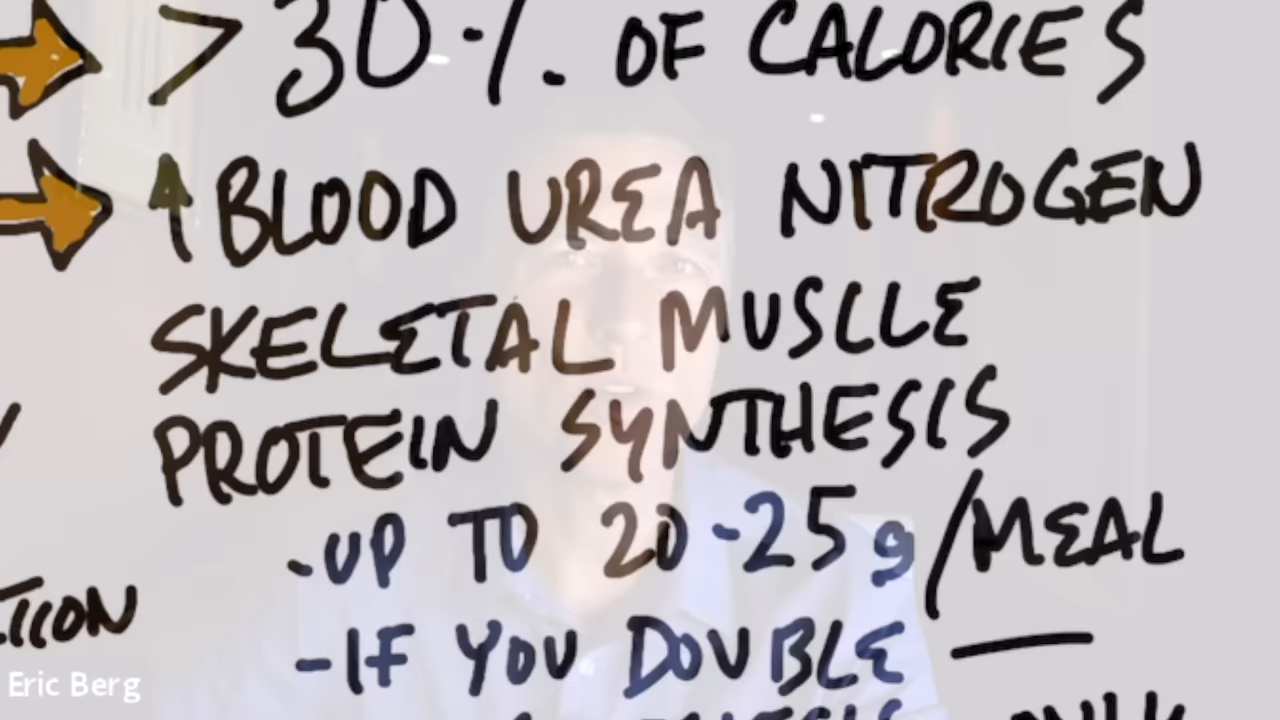 > 30 % OF CALORIES
↑ BLOOD UREA NITROGEN
SKELETAL MUSCLE
PROTEIN SYNTHESIS
-UP TO 20-25g/MEAL
TION
-IF YOU DOUBLE —
Eric Berg